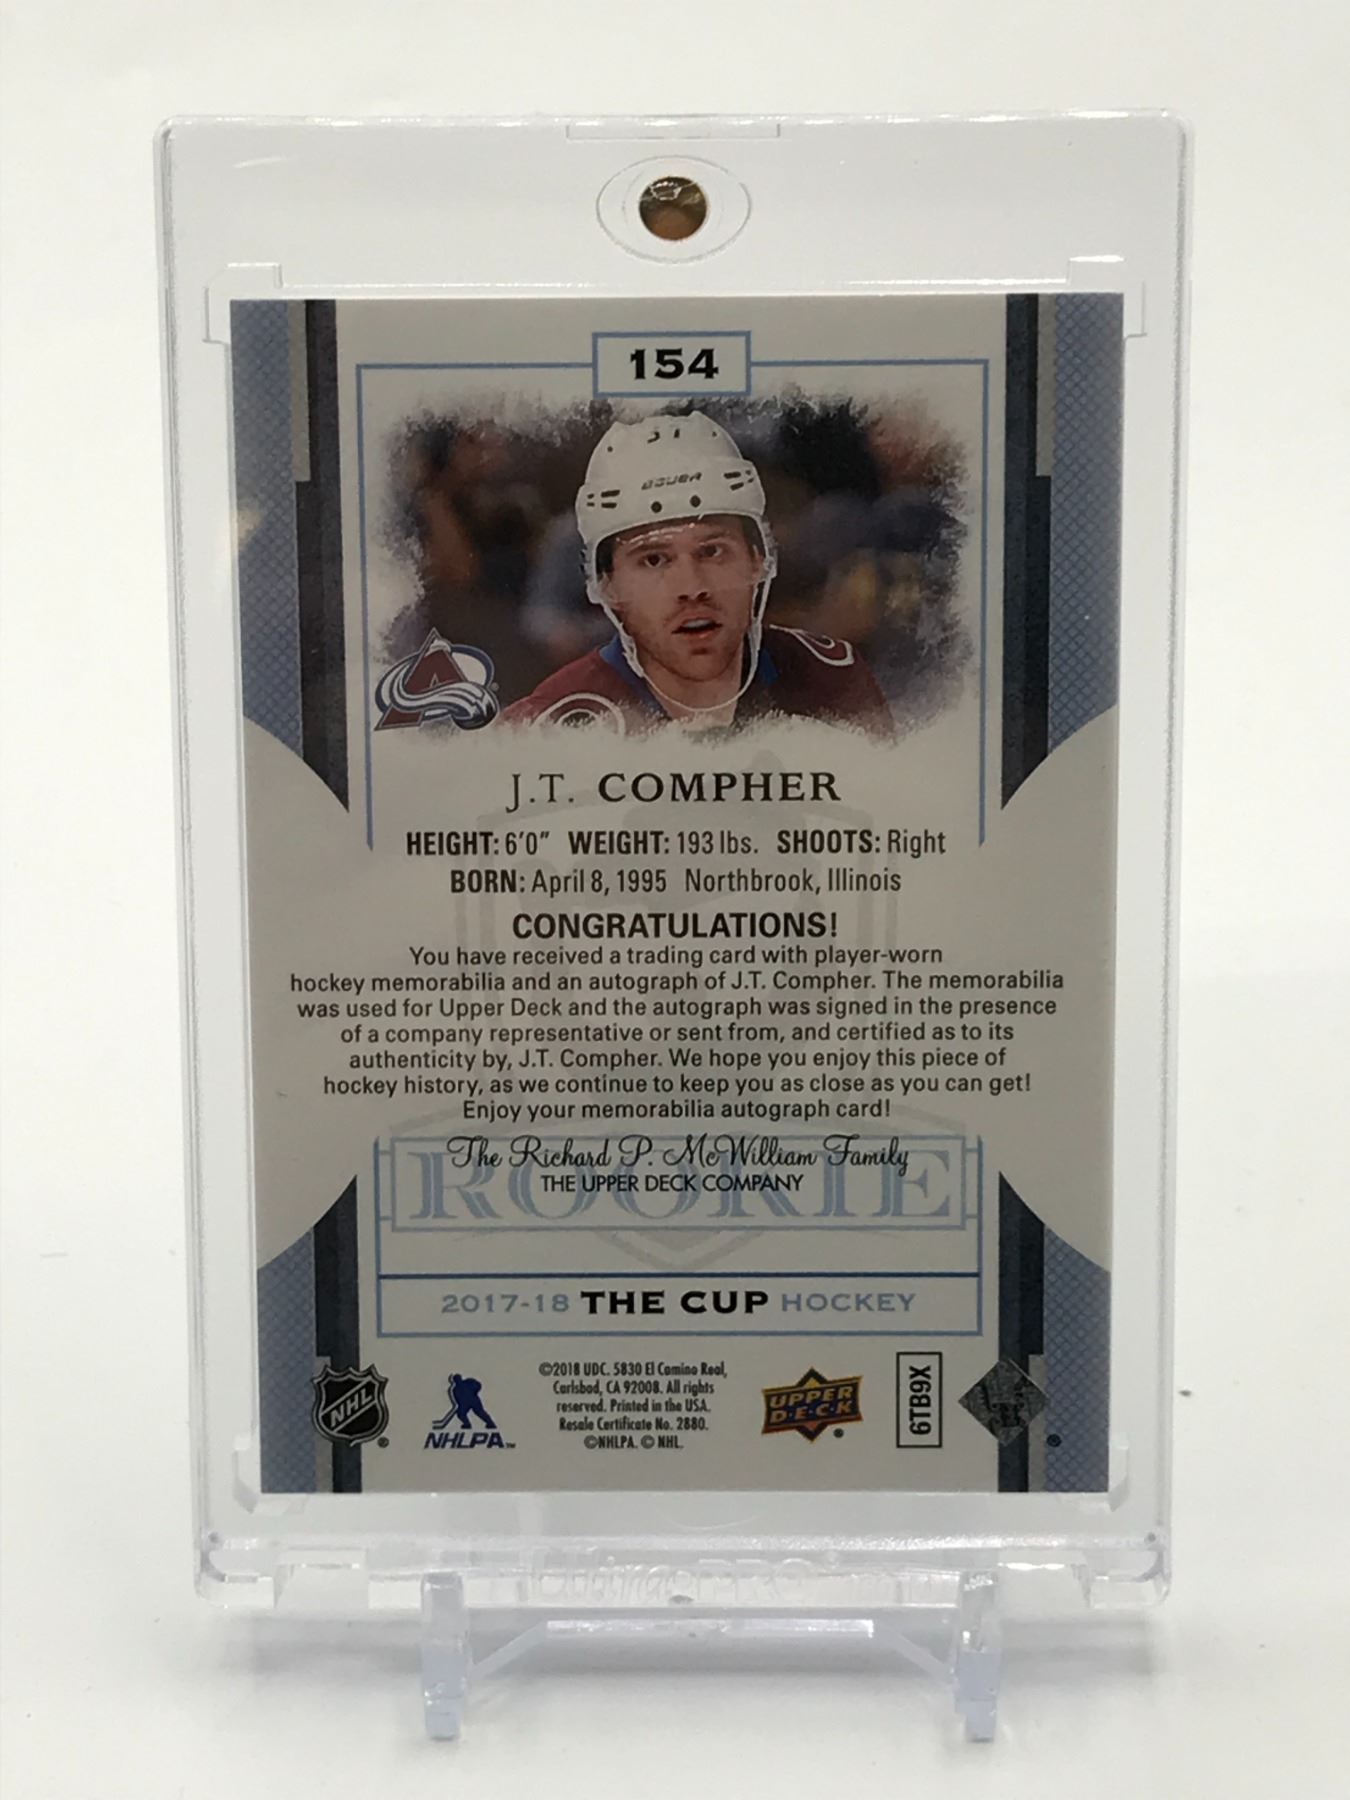 154
BAUER
J.T. COMPHER
HEIGHT: 6'0" WEIGHT: 193 lbs. SHOOTS: Right
BORN: April 8, 1995 Northbrook, Illinois
CONGRATULATIONS!
You have received a trading card with player-worn
hockey memorabilia and an autograph of J.T. Compher. The memorabilia
was used for Upper Deck and the autograph was signed in the presence
of a company representative or sent from, and certified as to its
authenticity by, J.T. Compher. We hope you enjoy this piece of
hockey history, as we continue to keep you as close as you can get!
Enjoy your memorabilia autograph card!
The Richard P. McWilliam Family
THE UPPER DECK COMPANY
ROOKIE
2017-18 THE CUP HOCKEY
NHL
NHLPA™
©2018 UDC. 5830 El Camino Real,
Carlsbad, CA 92008. All rights
reserved. Printed in the USA.
Resale Certificate No. 2880.
©NHLPA. © NHL.
UPPER
D·E·C·K
6TB9X